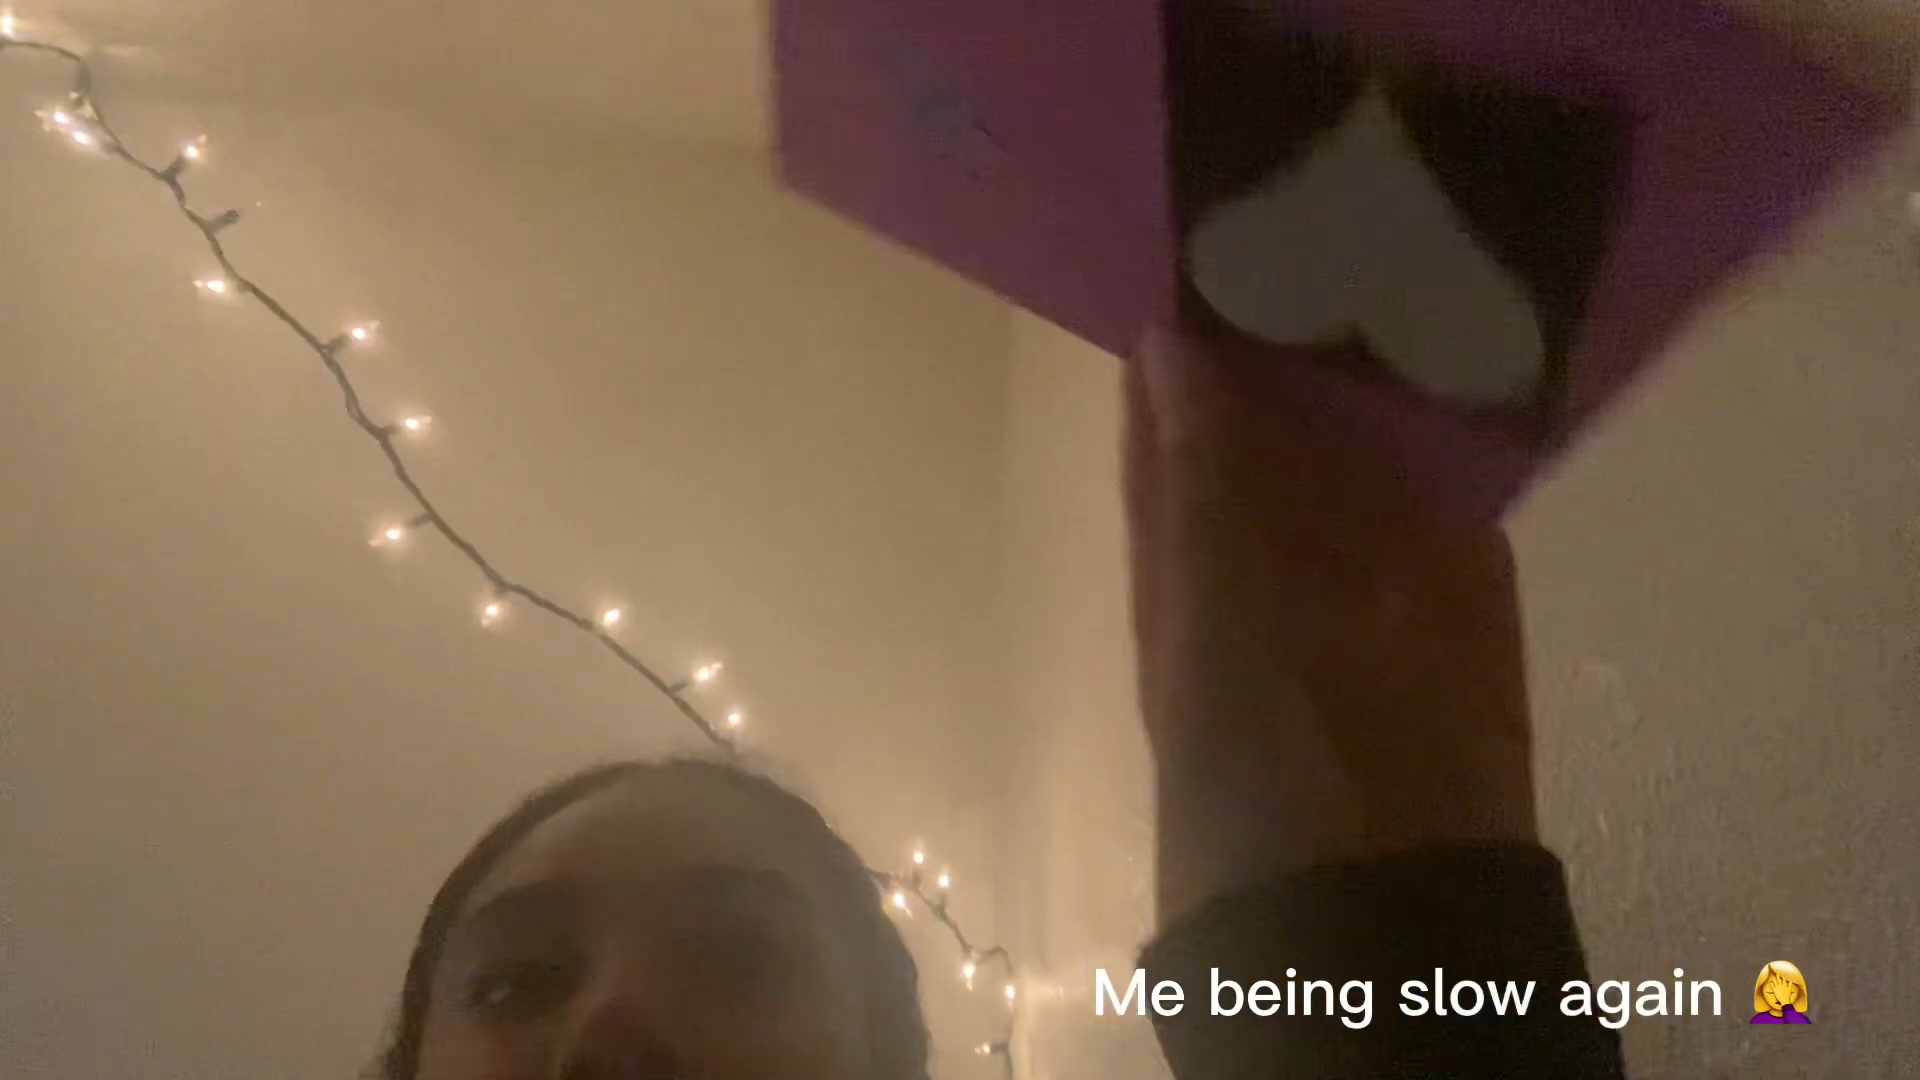 Me being slow again 🤦‍♀️